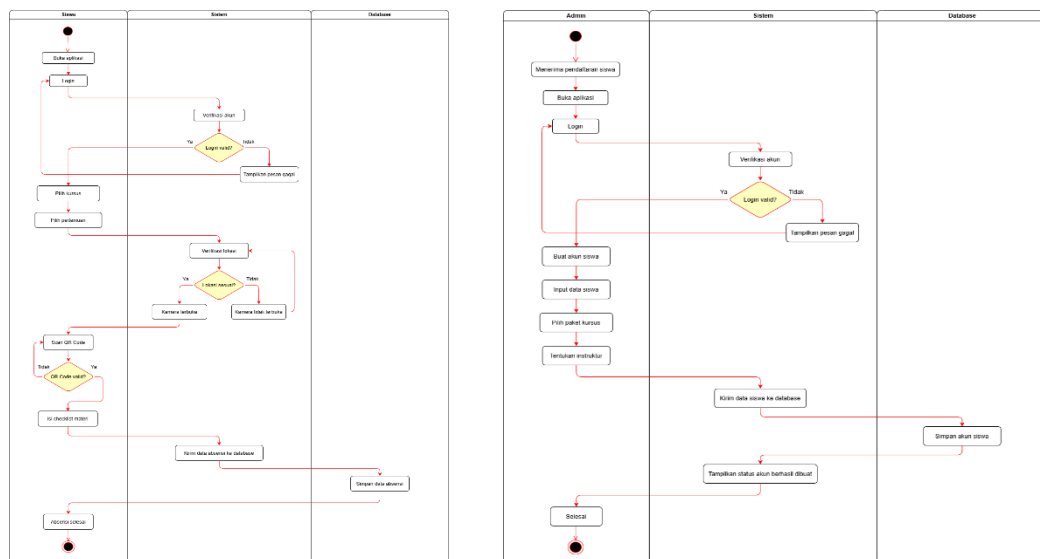 Siswa
Sistem
Database
Buka aplikasi
Login
Verifikasi akun
Ya
Login valid?
Tidak
Tampilkan pesan gagal
Pilih kursus
Pilih pertemuan
Verifikasi lokasi
Ya
Lokasi sesuai?
Tidak
Kamera terbuka
Kamera tidak terbuka
Scan QR Code
Tidak
QR Code valid?
Ya
Isi checklist materi
Kirim data absensi ke database
Simpan data absensi
Absensi selesai
Admin
Sistem
Database
Menerima pendaftaran siswa
Buka aplikasi
Login
Verifikasi akun
Ya
Login valid?
Tidak
Tampilkan pesan gagal
Buat akun siswa
Input data siswa
Pilih paket kursus
Tentukan instruktur
Kirim data siswa ke database
Simpan akun siswa
Tampilkan status akun berhasil dibuat
Selesai